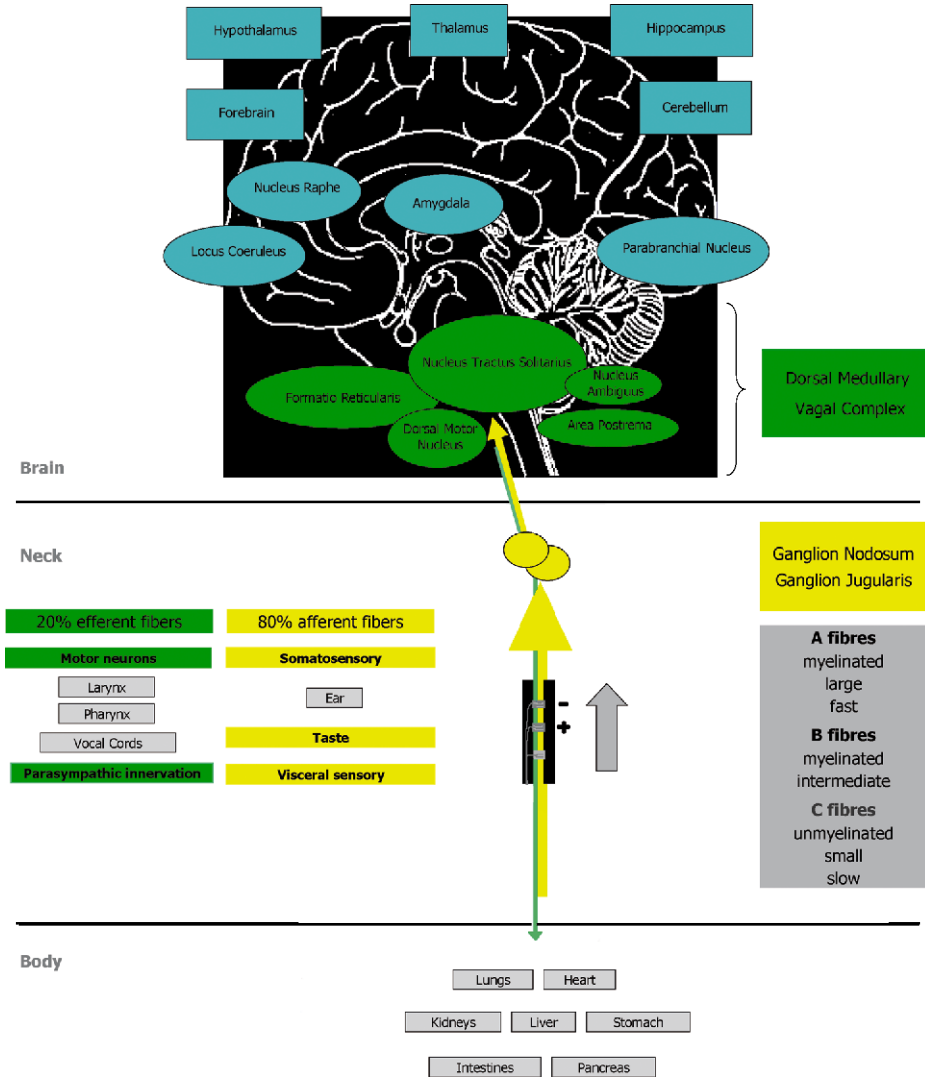 Hypothalamus
Thalamus
Hippocampus
Forebrain
Cerebellum
Nucleus Raphe
Amygdala
Locus Coeruleus
Parabranchial Nucleus
Nucleus Tractus Solitarius
Nucleus
Ambiguus
Formatio Reticularis
Dorsal Motor
Nucleus
Area Postrema
Dorsal Medullary
Vagal Complex
Brain
Neck
Ganglion Nodosum
Ganglion Jugularis
20% efferent fibers
80% afferent fibers
Motor neurons
Somatosensory
Larynx
Ear
Pharynx
Vocal Cords
Taste
Parasympathic innervation
Visceral sensory
-
+
A fibres
myelinated
large
fast
B fibres
myelinated
intermediate
C fibres
unmyelinated
small
slow
Body
Lungs
Heart
Kidneys
Liver
Stomach
Intestines
Pancreas